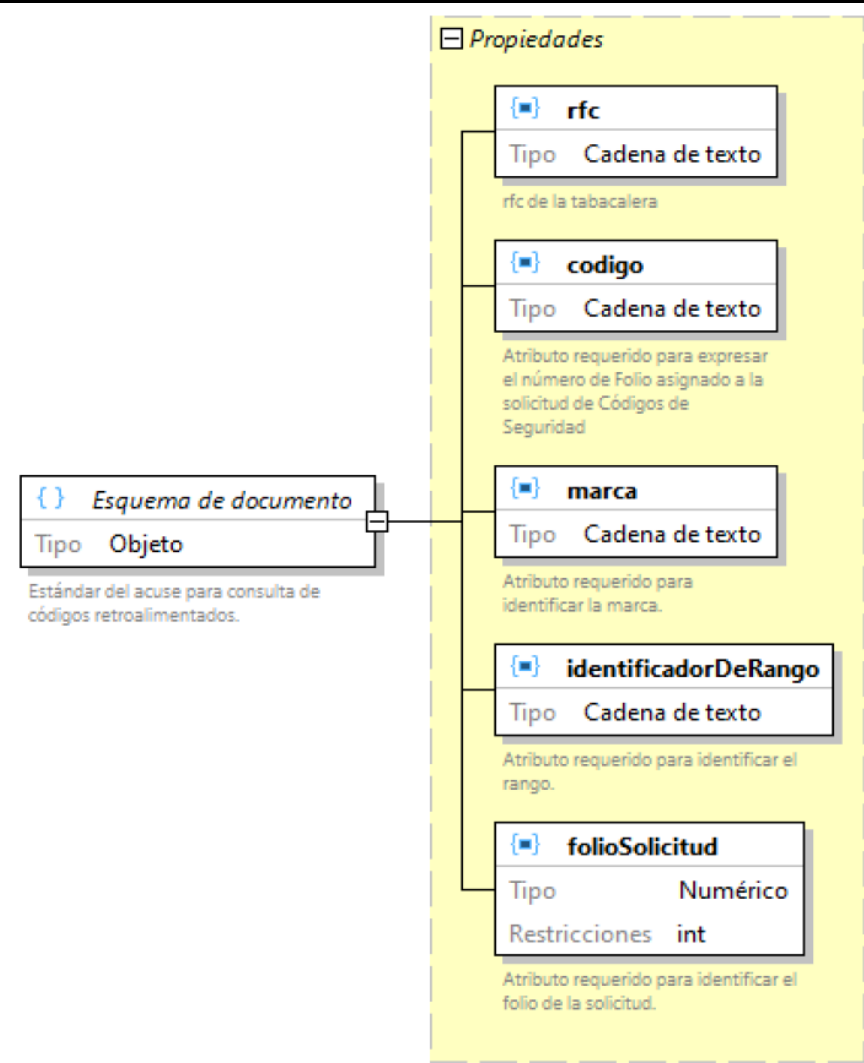 Propiedades
rfc
Tipo Cadena de texto
rfc de la tabacalera
codigo
Tipo Cadena de texto
Atributo requerido para expresar
el número de Folio asignado a la
solicitud de Códigos de
Seguridad
Esquema de documento
Tipo Objeto
Estándar del acuse para consulta de
códigos retroalimentados.
marca
Tipo Cadena de texto
Atributo requerido para
identificar la marca.
identificadorDeRango
Tipo Cadena de texto
Atributo requerido para identificar el
rango.
folioSolicitud
Tipo Numérico
Restricciones int
Atributo requerido para identificar el
folio de la solicitud.